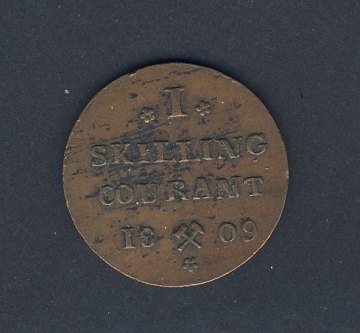 I
SKILLING
COURANT
18 09